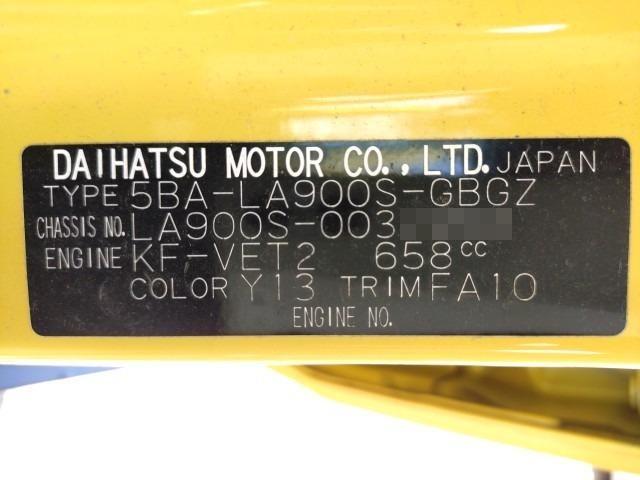 DAIHATSU MOTOR CO., LTD. JAPAN
TYPE 5BA-LA900S-GBGZ
CHASSIS NO. LA900S-003
ENGINE KF-VET2 658cc
COLOR Y13 TRIM FA10
ENGINE NO.